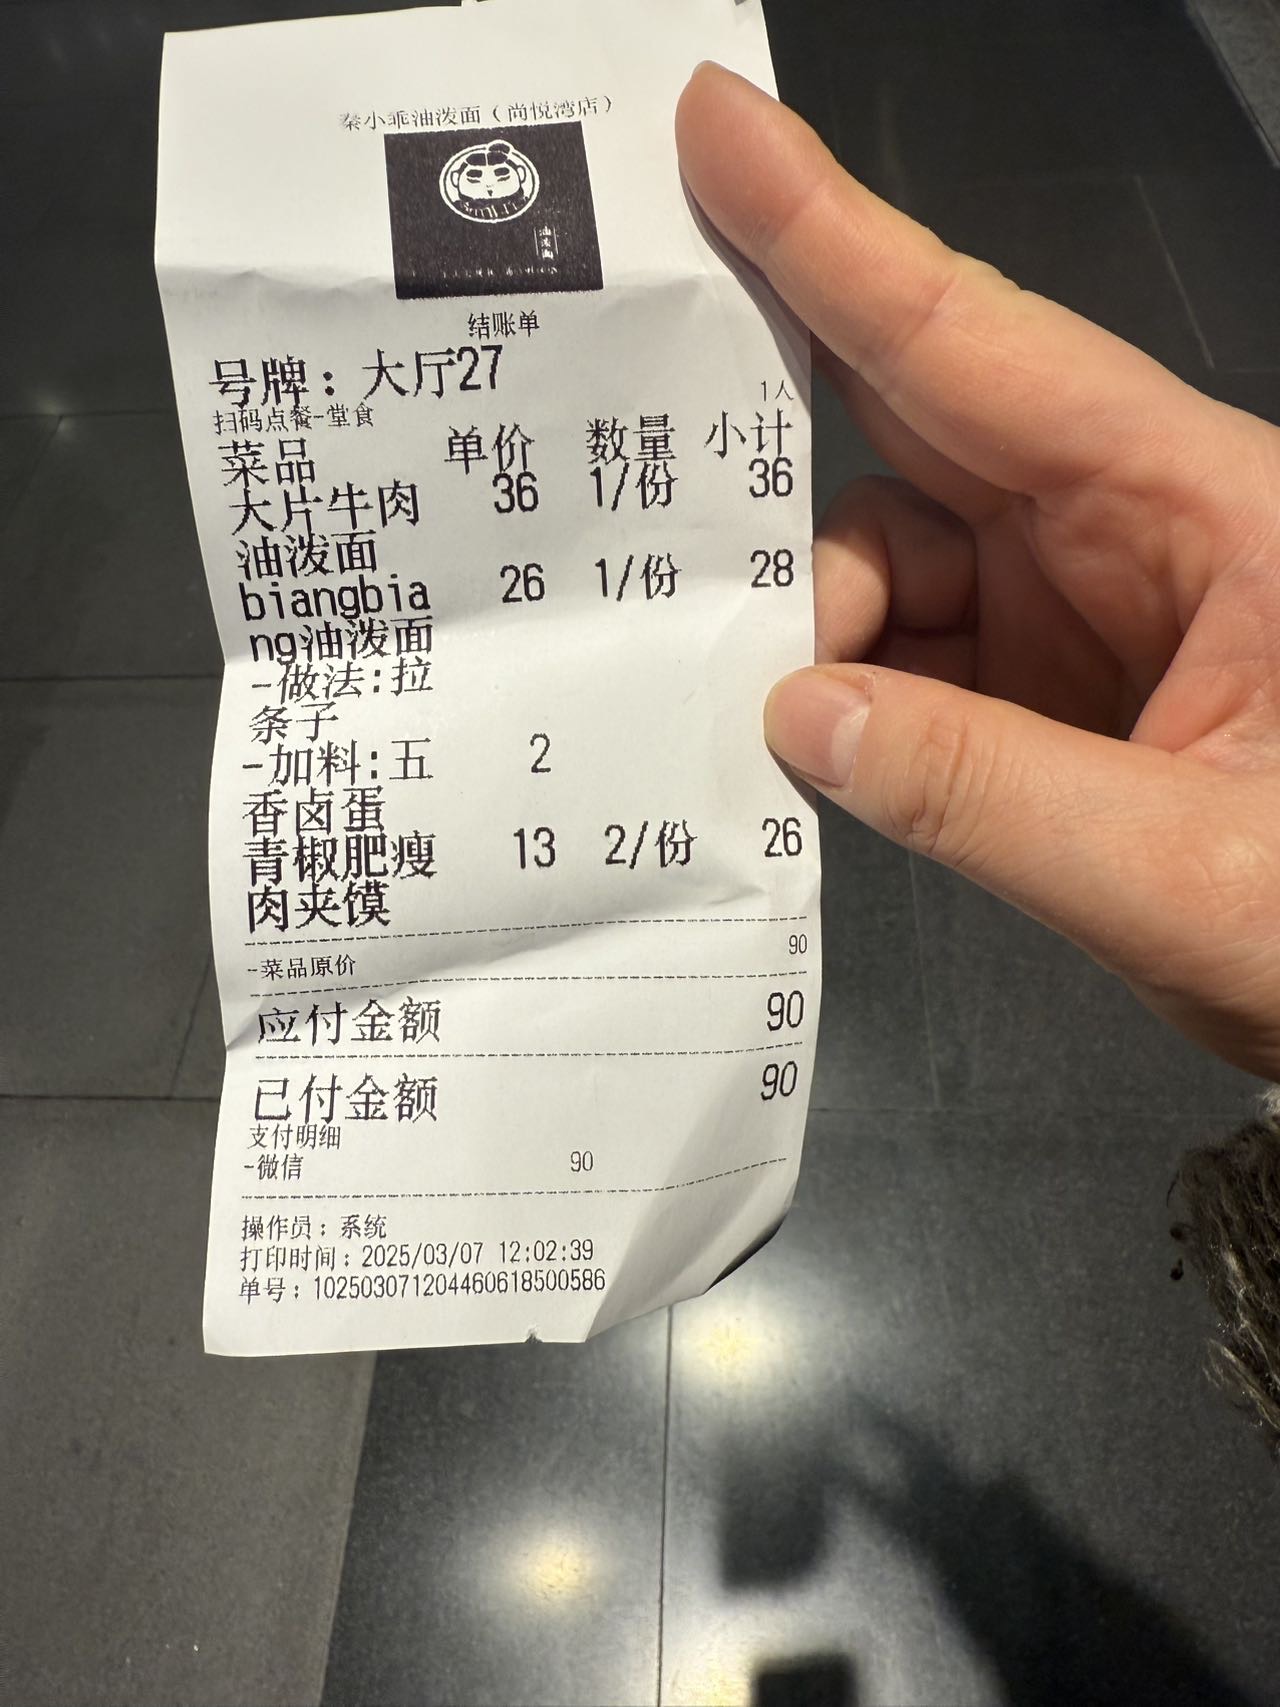 秦小乖油泼面（尚悦湾店）
油泼面
结账单
号牌：大厅27
1人
扫码点餐-堂食
菜品 单价 数量 小计
大片牛肉 36 1/份 36
油泼面
biangbia 26 1/份 28
ng油泼面
-做法:拉
条子
-加料:五 2
香卤蛋
青椒肥瘦 13 2/份 26
肉夹馍
-菜品原价 90
应付金额 90
已付金额 90
支付明细
-微信 90
操作员：系统
打印时间：2025/03/07 12:02:39
单号：1025030712044606​18500586